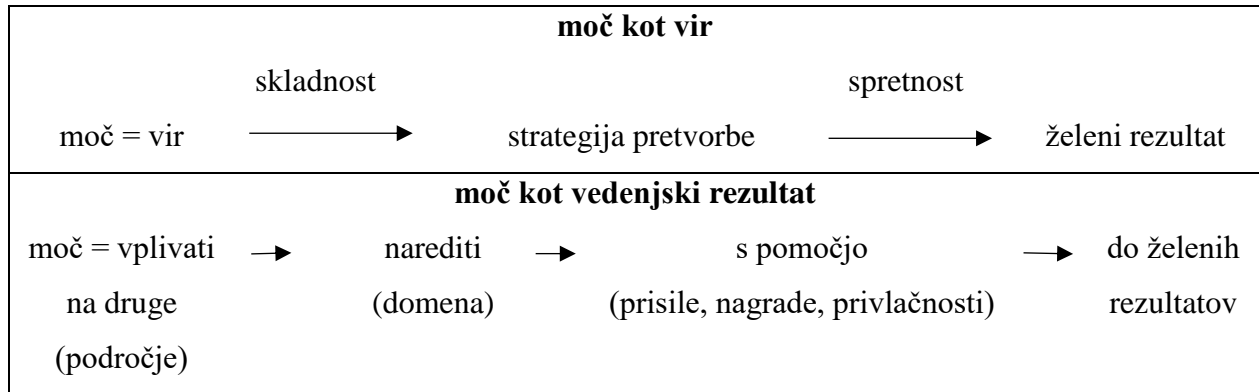 moč kot vir
skladnost spretnost
moč = vir strategija pretvorbe želeni rezultat
moč kot vedenjski rezultat
moč = vplivati narediti s pomočjo do želenih
na druge (domena) (prisile, nagrade, privlačnosti) rezultatov
(področje)